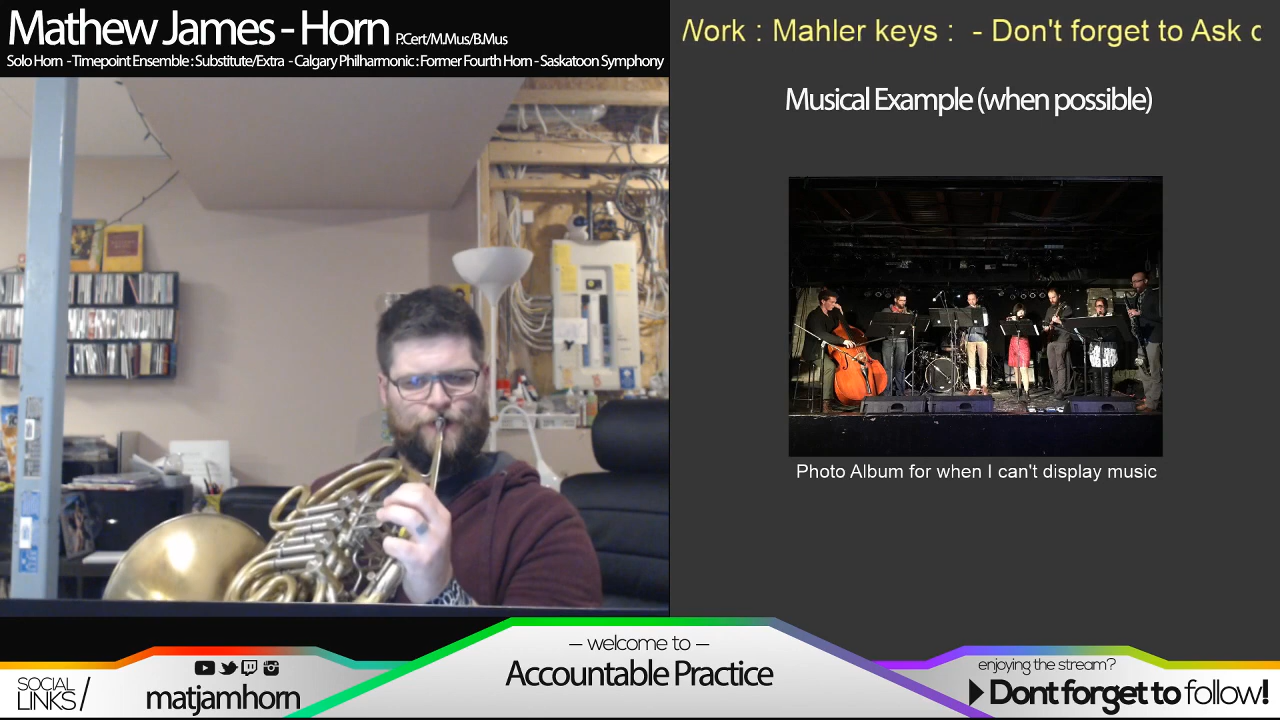 Mathew James - Horn P.Cert/M.Mus/B.Mus
Solo Horn - Timepoint Ensemble : Substitute/Extra - Calgary Philharmonic : Former Fourth Horn - Saskatoon Symphony
Work : Mahler keys : - Don't forget to Ask
Musical Example (when possible)
Photo Album for when I can't display music
SOCIAL
LINKS
matjamhorn
— welcome to —
Accountable Practice
enjoying the stream?
Dont forget to follow!